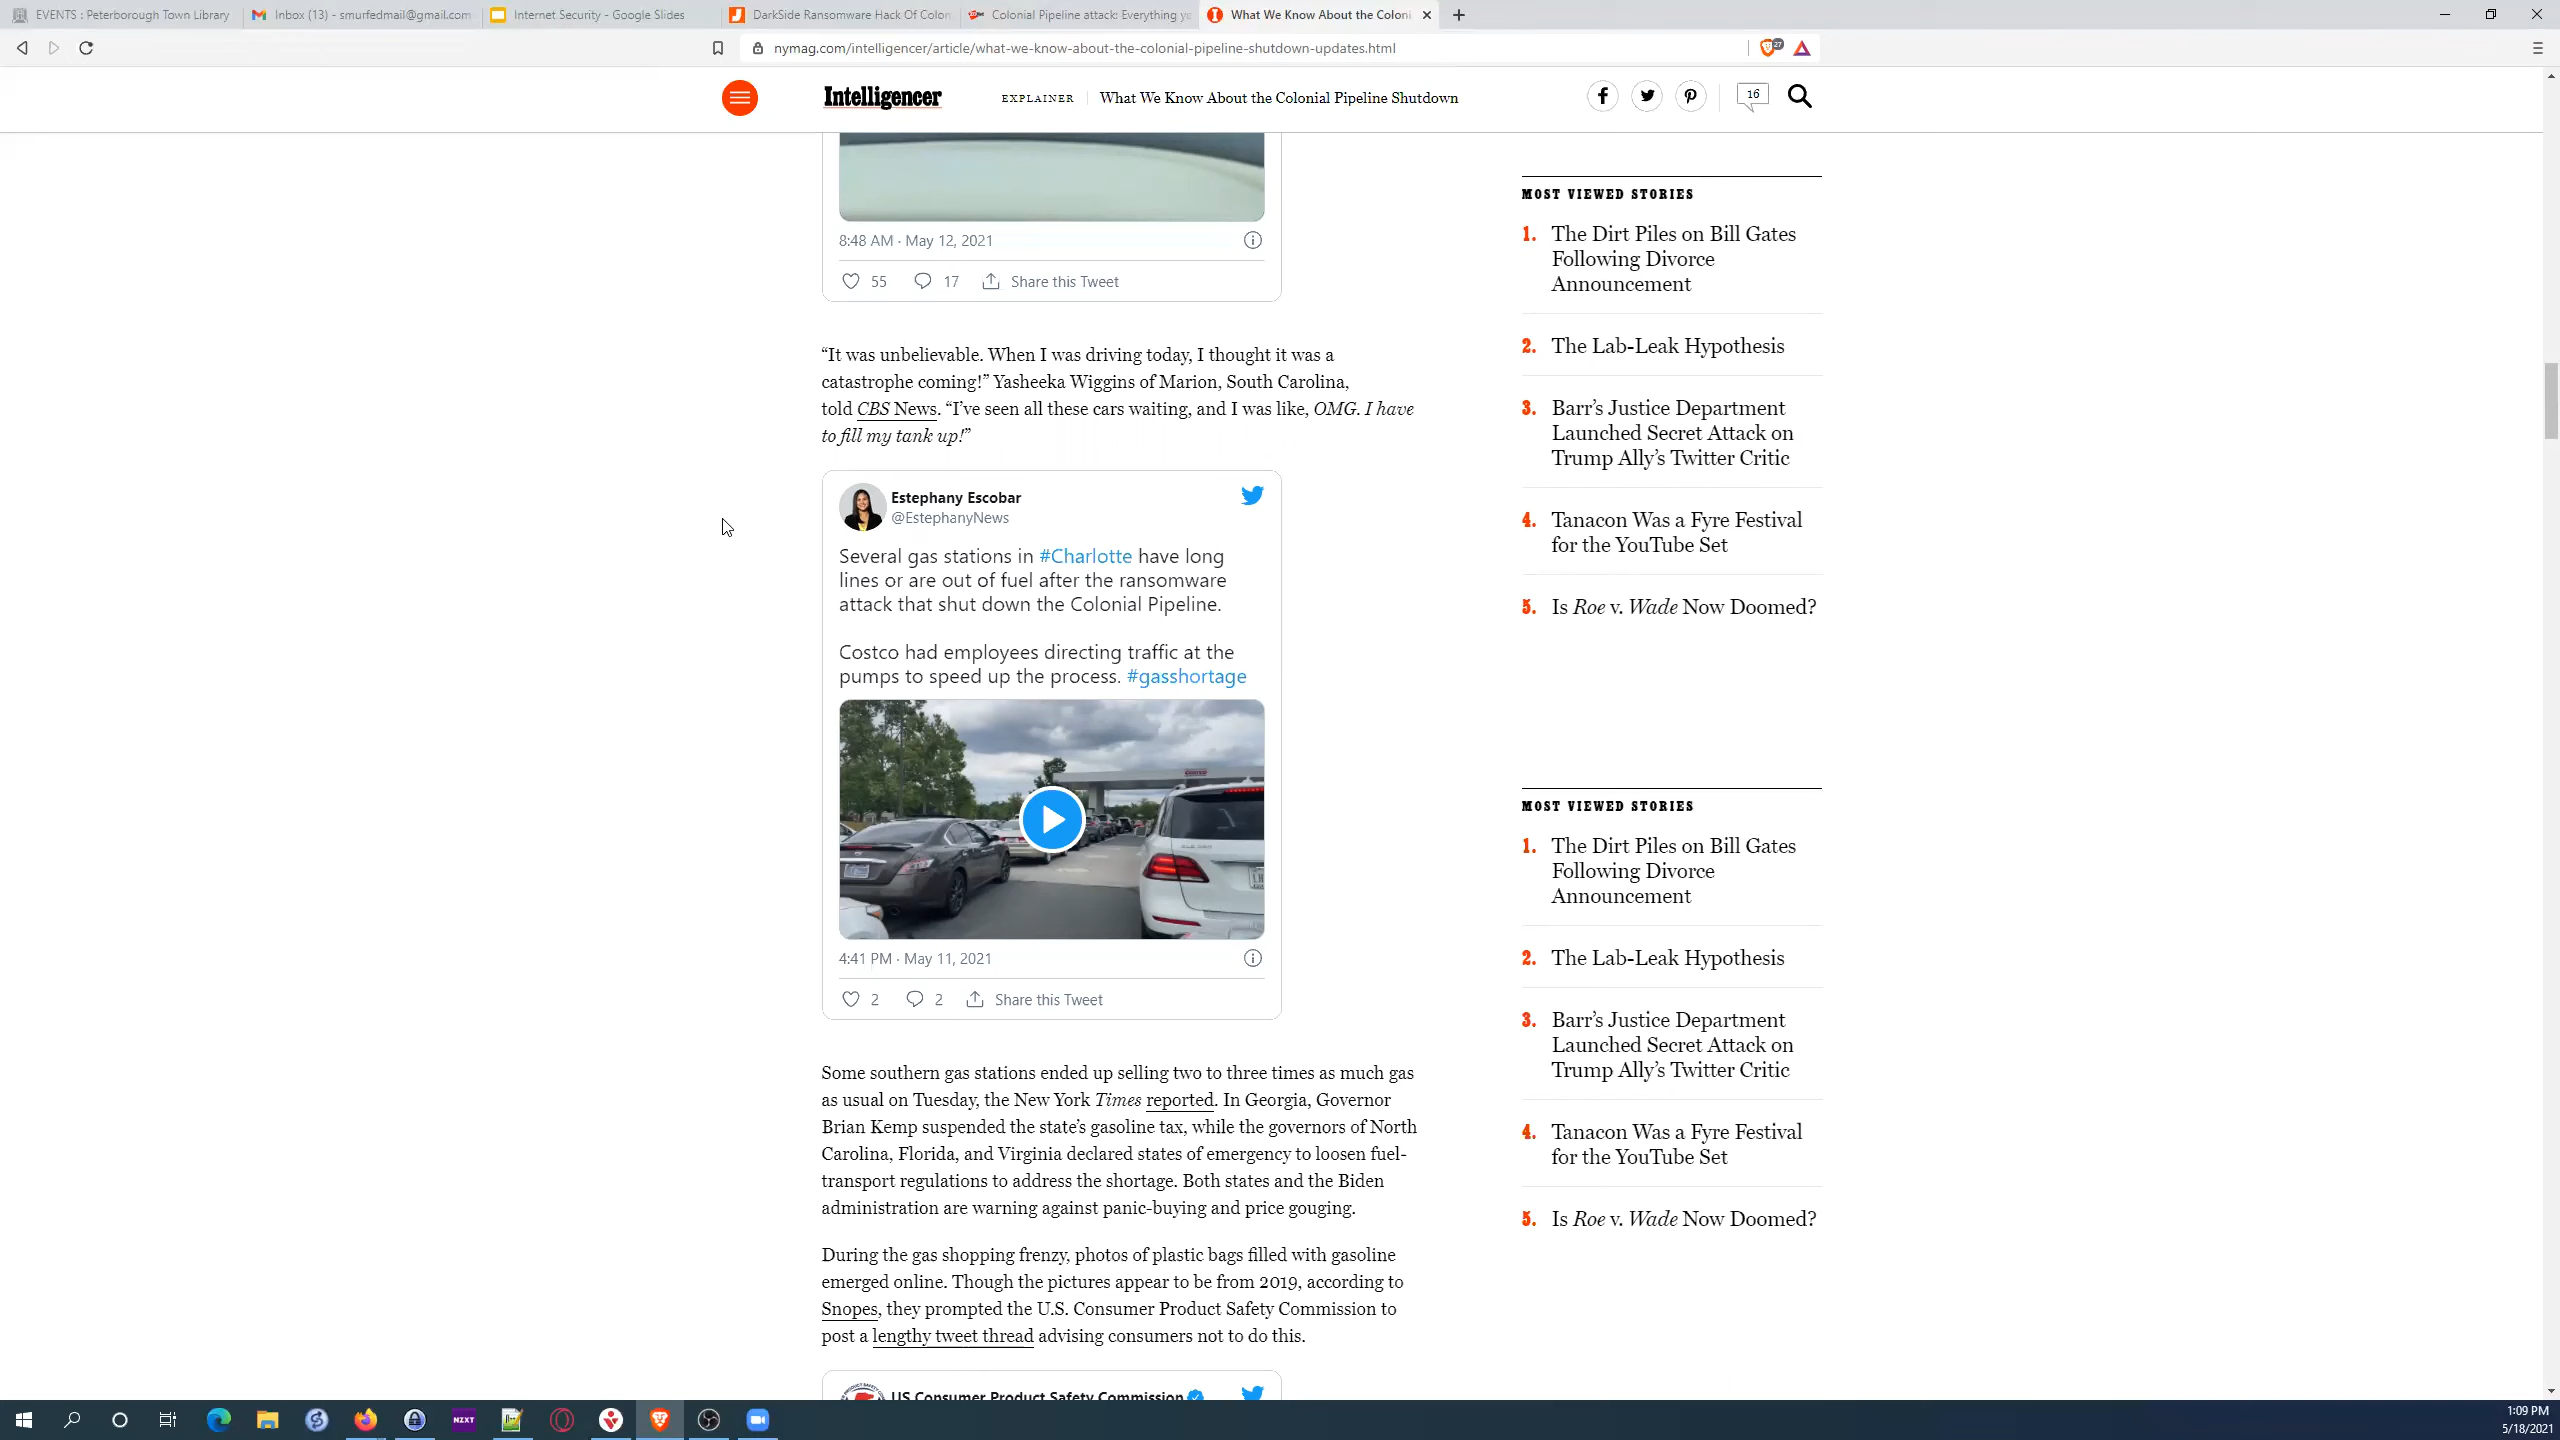 EVENTS : Peterborough Town Library
Inbox (13) - smurfedmail@gmail.com
Internet Security - Google Slides
DarkSide Ransomware Hack Of Colon
Colonial Pipeline attack: Everything yo
What We Know About the Coloni
nymag.com/intelligencer/article/what-we-know-about-the-colonial-pipeline-shutdown-updates.html
27
Intelligencer
EXPLAINER
What We Know About the Colonial Pipeline Shutdown
16
8:48 AM · May 12, 2021
55
17
Share this Tweet
“It was unbelievable. When I was driving today, I thought it was a
catastrophe coming!” Yasheeka Wiggins of Marion, South Carolina,
told CBS News. “I’ve seen all these cars waiting, and I was like, OMG. I have
to fill my tank up!”
Estephany Escobar
@EstephanyNews
Several gas stations in #Charlotte have long
lines or are out of fuel after the ransomware
attack that shut down the Colonial Pipeline.
Costco had employees directing traffic at the
pumps to speed up the process. #gasshortage
4:41 PM · May 11, 2021
2
2
Share this Tweet
Some southern gas stations ended up selling two to three times as much gas
as usual on Tuesday, the New York Times reported. In Georgia, Governor
Brian Kemp suspended the state’s gasoline tax, while the governors of North
Carolina, Florida, and Virginia declared states of emergency to loosen fuel-
transport regulations to address the shortage. Both states and the Biden
administration are warning against panic-buying and price gouging.
During the gas shopping frenzy, photos of plastic bags filled with gasoline
emerged online. Though the pictures appear to be from 2019, according to
Snopes, they prompted the U.S. Consumer Product Safety Commission to
post a lengthy tweet thread advising consumers not to do this.
US Consumer Product Safety Commission
MOST VIEWED STORIES
1. The Dirt Piles on Bill Gates
Following Divorce
Announcement
2. The Lab-Leak Hypothesis
3. Barr’s Justice Department
Launched Secret Attack on
Trump Ally’s Twitter Critic
4. Tanacon Was a Fyre Festival
for the YouTube Set
5. Is Roe v. Wade Now Doomed?
MOST VIEWED STORIES
1. The Dirt Piles on Bill Gates
Following Divorce
Announcement
2. The Lab-Leak Hypothesis
3. Barr’s Justice Department
Launched Secret Attack on
Trump Ally’s Twitter Critic
4. Tanacon Was a Fyre Festival
for the YouTube Set
5. Is Roe v. Wade Now Doomed?
NZXT
1:09 PM
5/18/2021